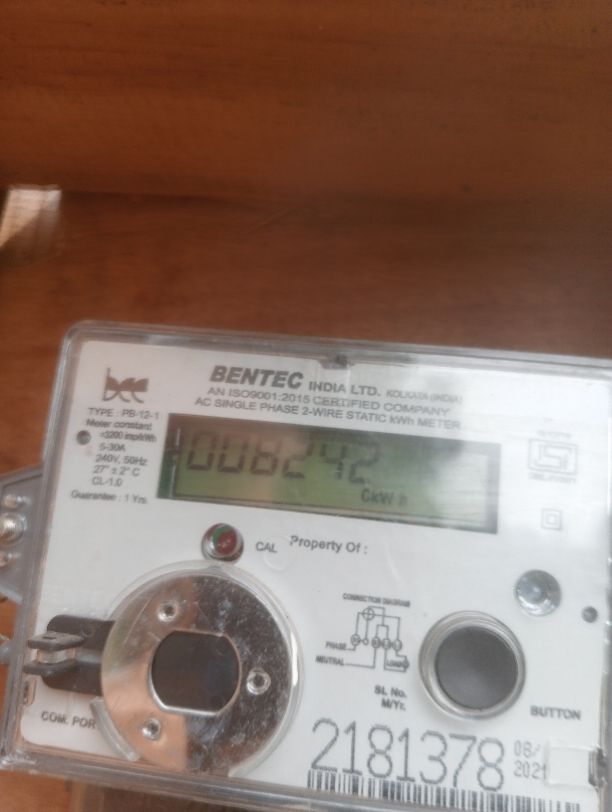 bec
BENTEC INDIA LTD. KOLKATA (INDIA)
AN ISO9001:2015 CERTIFIED COMPANY
AC SINGLE PHASE 2-WIRE STATIC kWh METER
TYPE : PB-12-1
Meter constant
=3200 imp/kWh
5-30A
240V, 50Hz
27° ± 2° C
CL-1.0
Guarantee : 1 Yrs.
CkW h
CAL
Property Of :
CONNECTION DIAGRAM
PHASE
NEUTRAL
LOAD
SL No.
M/Yr.
BUTTON
COM. POR
2181378 08/
2021